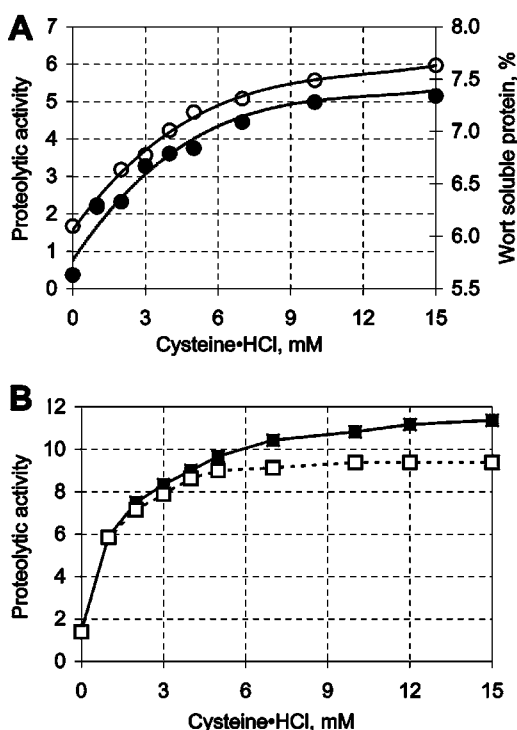 A
Proteolytic activity
7
6
5
4
3
2
1
0
8.0
7.5
7.0
6.5
6.0
5.5
Wort soluble protein, %
0 3 6 9 12 15
Cysteine•HCl, mM
B
Proteolytic activity
12
10
8
6
4
2
0
0 3 6 9 12 15
Cysteine•HCl, mM